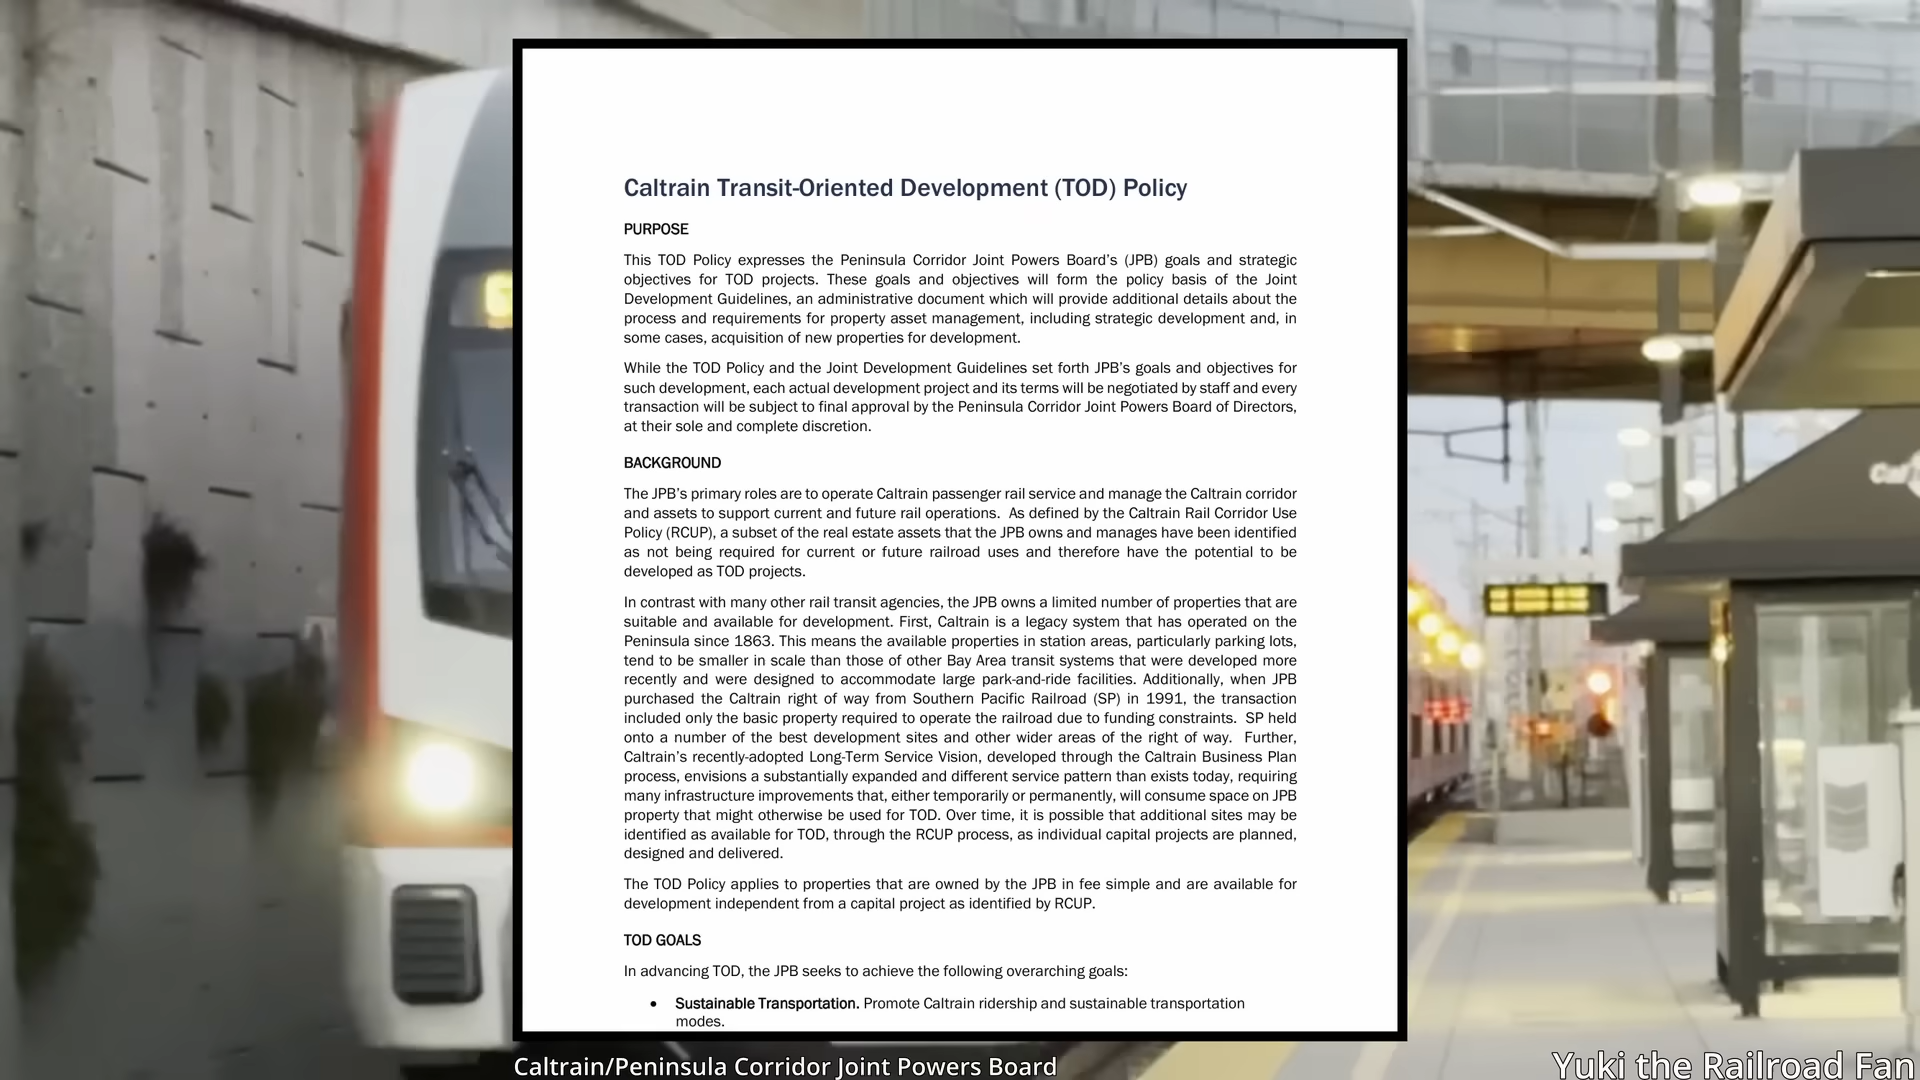 Caltrain Transit-Oriented Development (TOD) Policy
PURPOSE
This TOD Policy expresses the Peninsula Corridor Joint Powers Board's (JPB) goals and strategic
objectives for TOD projects. These goals and objectives will form the policy basis of the Joint
Development Guidelines, an administrative document which will provide additional details about the
process and requirements for property asset management, including strategic development and, in
some cases, acquisition of new properties for development.
While the TOD Policy and the Joint Development Guidelines set forth JPB's goals and objectives for
such development, each actual development project and its terms will be negotiated by staff and every
transaction will be subject to final approval by the Peninsula Corridor Joint Powers Board of Directors,
at their sole and complete discretion.
BACKGROUND
The JPB's primary roles are to operate Caltrain passenger rail service and manage the Caltrain corridor
and assets to support current and future rail operations. As defined by the Caltrain Rail Corridor Use
Policy (RCUP), a subset of the real estate assets that the JPB owns and manages have been identified
as not being required for current or future railroad uses and therefore have the potential to be
developed as TOD projects.
In contrast with many other rail transit agencies, the JPB owns a limited number of properties that are
suitable and available for development. First, Caltrain is a legacy system that has operated on the
Peninsula since 1863. This means the available properties in station areas, particularly parking lots,
tend to be smaller in scale than those of other Bay Area transit systems that were developed more
recently and were designed to accommodate large park-and-ride facilities. Additionally, when JPB
purchased the Caltrain right of way from Southern Pacific Railroad (SP) in 1991, the transaction
included only the basic property required to operate the railroad due to funding constraints. SP held
onto a number of the best development sites and other wider areas of the right of way. Further,
Caltrain's recently-adopted Long-Term Service Vision, developed through the Caltrain Business Plan
process, envisions a substantially expanded and different service pattern than exists today, requiring
many infrastructure improvements that, either temporarily or permanently, will consume space on JPB
property that might otherwise be used for TOD. Over time, it is possible that additional sites may be
identified as available for TOD, through the RCUP process, as individual capital projects are planned,
designed and delivered.
The TOD Policy applies to properties that are owned by the JPB in fee simple and are available for
development independent from a capital project as identified by RCUP.
TOD GOALS
In advancing TOD, the JPB seeks to achieve the following overarching goals:
• Sustainable Transportation. Promote Caltrain ridership and sustainable transportation
modes.
Caltrain/Peninsula Corridor Joint Powers Board
Yuki the Railroad Fan